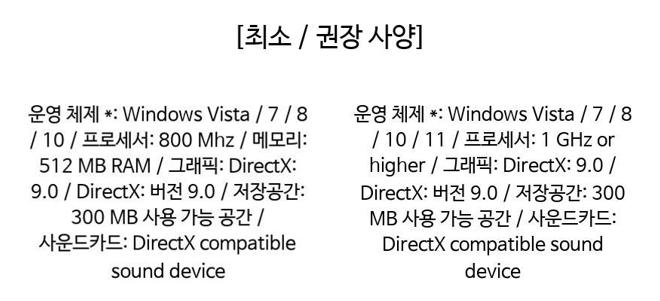 [최소 / 권장 사양]
운영 체제 *: Windows Vista / 7 / 8
/ 10 / 프로세서: 800 Mhz / 메모리:
512 MB RAM / 그래픽: DirectX:
9.0 / DirectX: 버전 9.0 / 저장공간:
300 MB 사용 가능 공간 /
사운드카드: DirectX compatible
sound device
운영 체제 *: Windows Vista / 7 / 8
/ 10 / 11 / 프로세서: 1 GHz or
higher / 그래픽: DirectX: 9.0 /
DirectX: 버전 9.0 / 저장공간: 300
MB 사용 가능 공간 / 사운드카드:
DirectX compatible sound
device